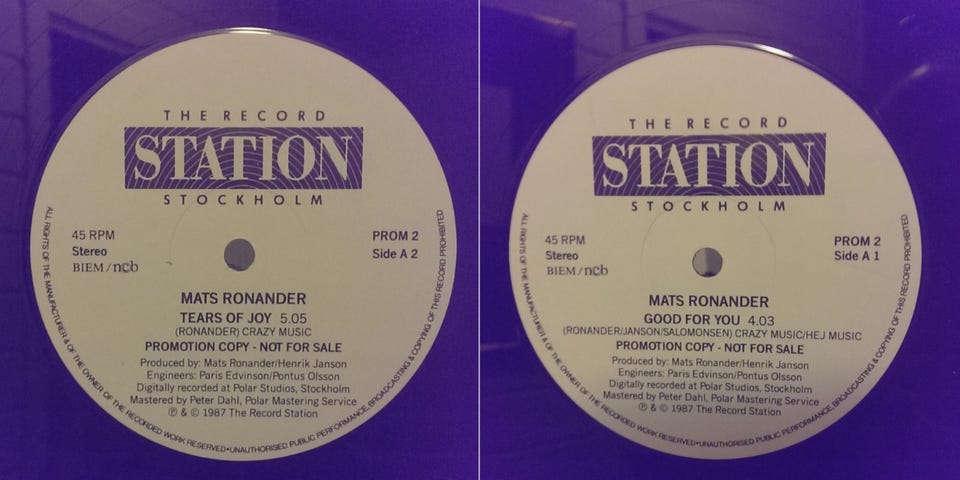 THE RECORD
STATION
STOCKHOLM
45 RPM
Stereo
BIEM/ncb
PROM 2
Side A 2
MATS RONANDER
TEARS OF JOY 5.05
(RONANDER) CRAZY MUSIC
PROMOTION COPY - NOT FOR SALE
Produced by: Mats Ronander/Henrik Janson
Engineers: Paris Edvinson/Pontus Olsson
Digitally recorded at Polar Studios, Stockholm
Mastered by Peter Dahl, Polar Mastering Service
℗ & © 1987 The Record Station
ALL RIGHTS OF THE MANUFACTURER & OF THE OWNER OF THE RECORDED WORK RESERVED•UNAUTHORISED PUBLIC PERFORMANCE, BROADCASTING & COPYING OF THIS RECORD PROHIBITED
THE RECORD
STATION
STOCKHOLM
45 RPM
Stereo
BIEM/ncb
PROM 2
Side A 1
MATS RONANDER
GOOD FOR YOU 4.03
(RONANDER/JANSON/SALOMONSEN) CRAZY MUSIC/HEJ MUSIC
PROMOTION COPY - NOT FOR SALE
Produced by: Mats Ronander/Henrik Janson
Engineers: Paris Edvinson/Pontus Olsson
Digitally recorded at Polar Studios, Stockholm
Mastered by Peter Dahl, Polar Mastering Service
℗ & © 1987 The Record Station
ALL RIGHTS OF THE MANUFACTURER & OF THE OWNER OF THE RECORDED WORK RESERVED•UNAUTHORISED PUBLIC PERFORMANCE, BROADCASTING & COPYING OF THIS RECORD PROHIBITED